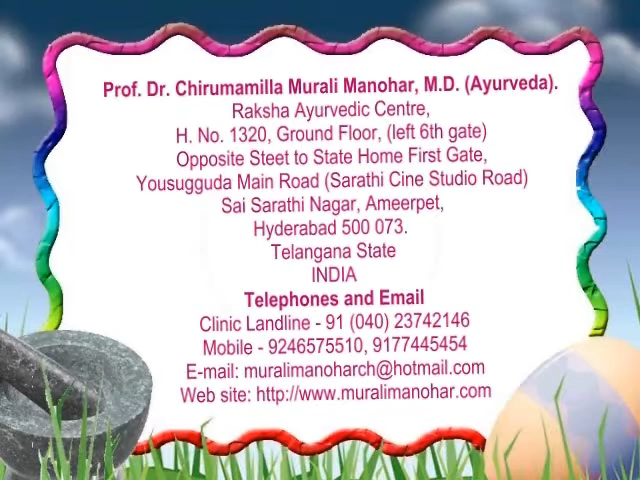 Prof. Dr. Chirumamilla Murali Manohar, M.D. (Ayurveda).
Raksha Ayurvedic Centre,
H. No. 1320, Ground Floor, (left 6th gate)
Opposite Steet to State Home First Gate,
Yousugguda Main Road (Sarathi Cine Studio Road)
Sai Sarathi Nagar, Ameerpet,
Hyderabad 500 073.
Telangana State
INDIA
Telephones and Email
Clinic Landline - 91 (040) 23742146
Mobile - 9246575510, 9177445454
E-mail: muralimanoharch@hotmail.com
Web site: http://www.muralimanohar.com